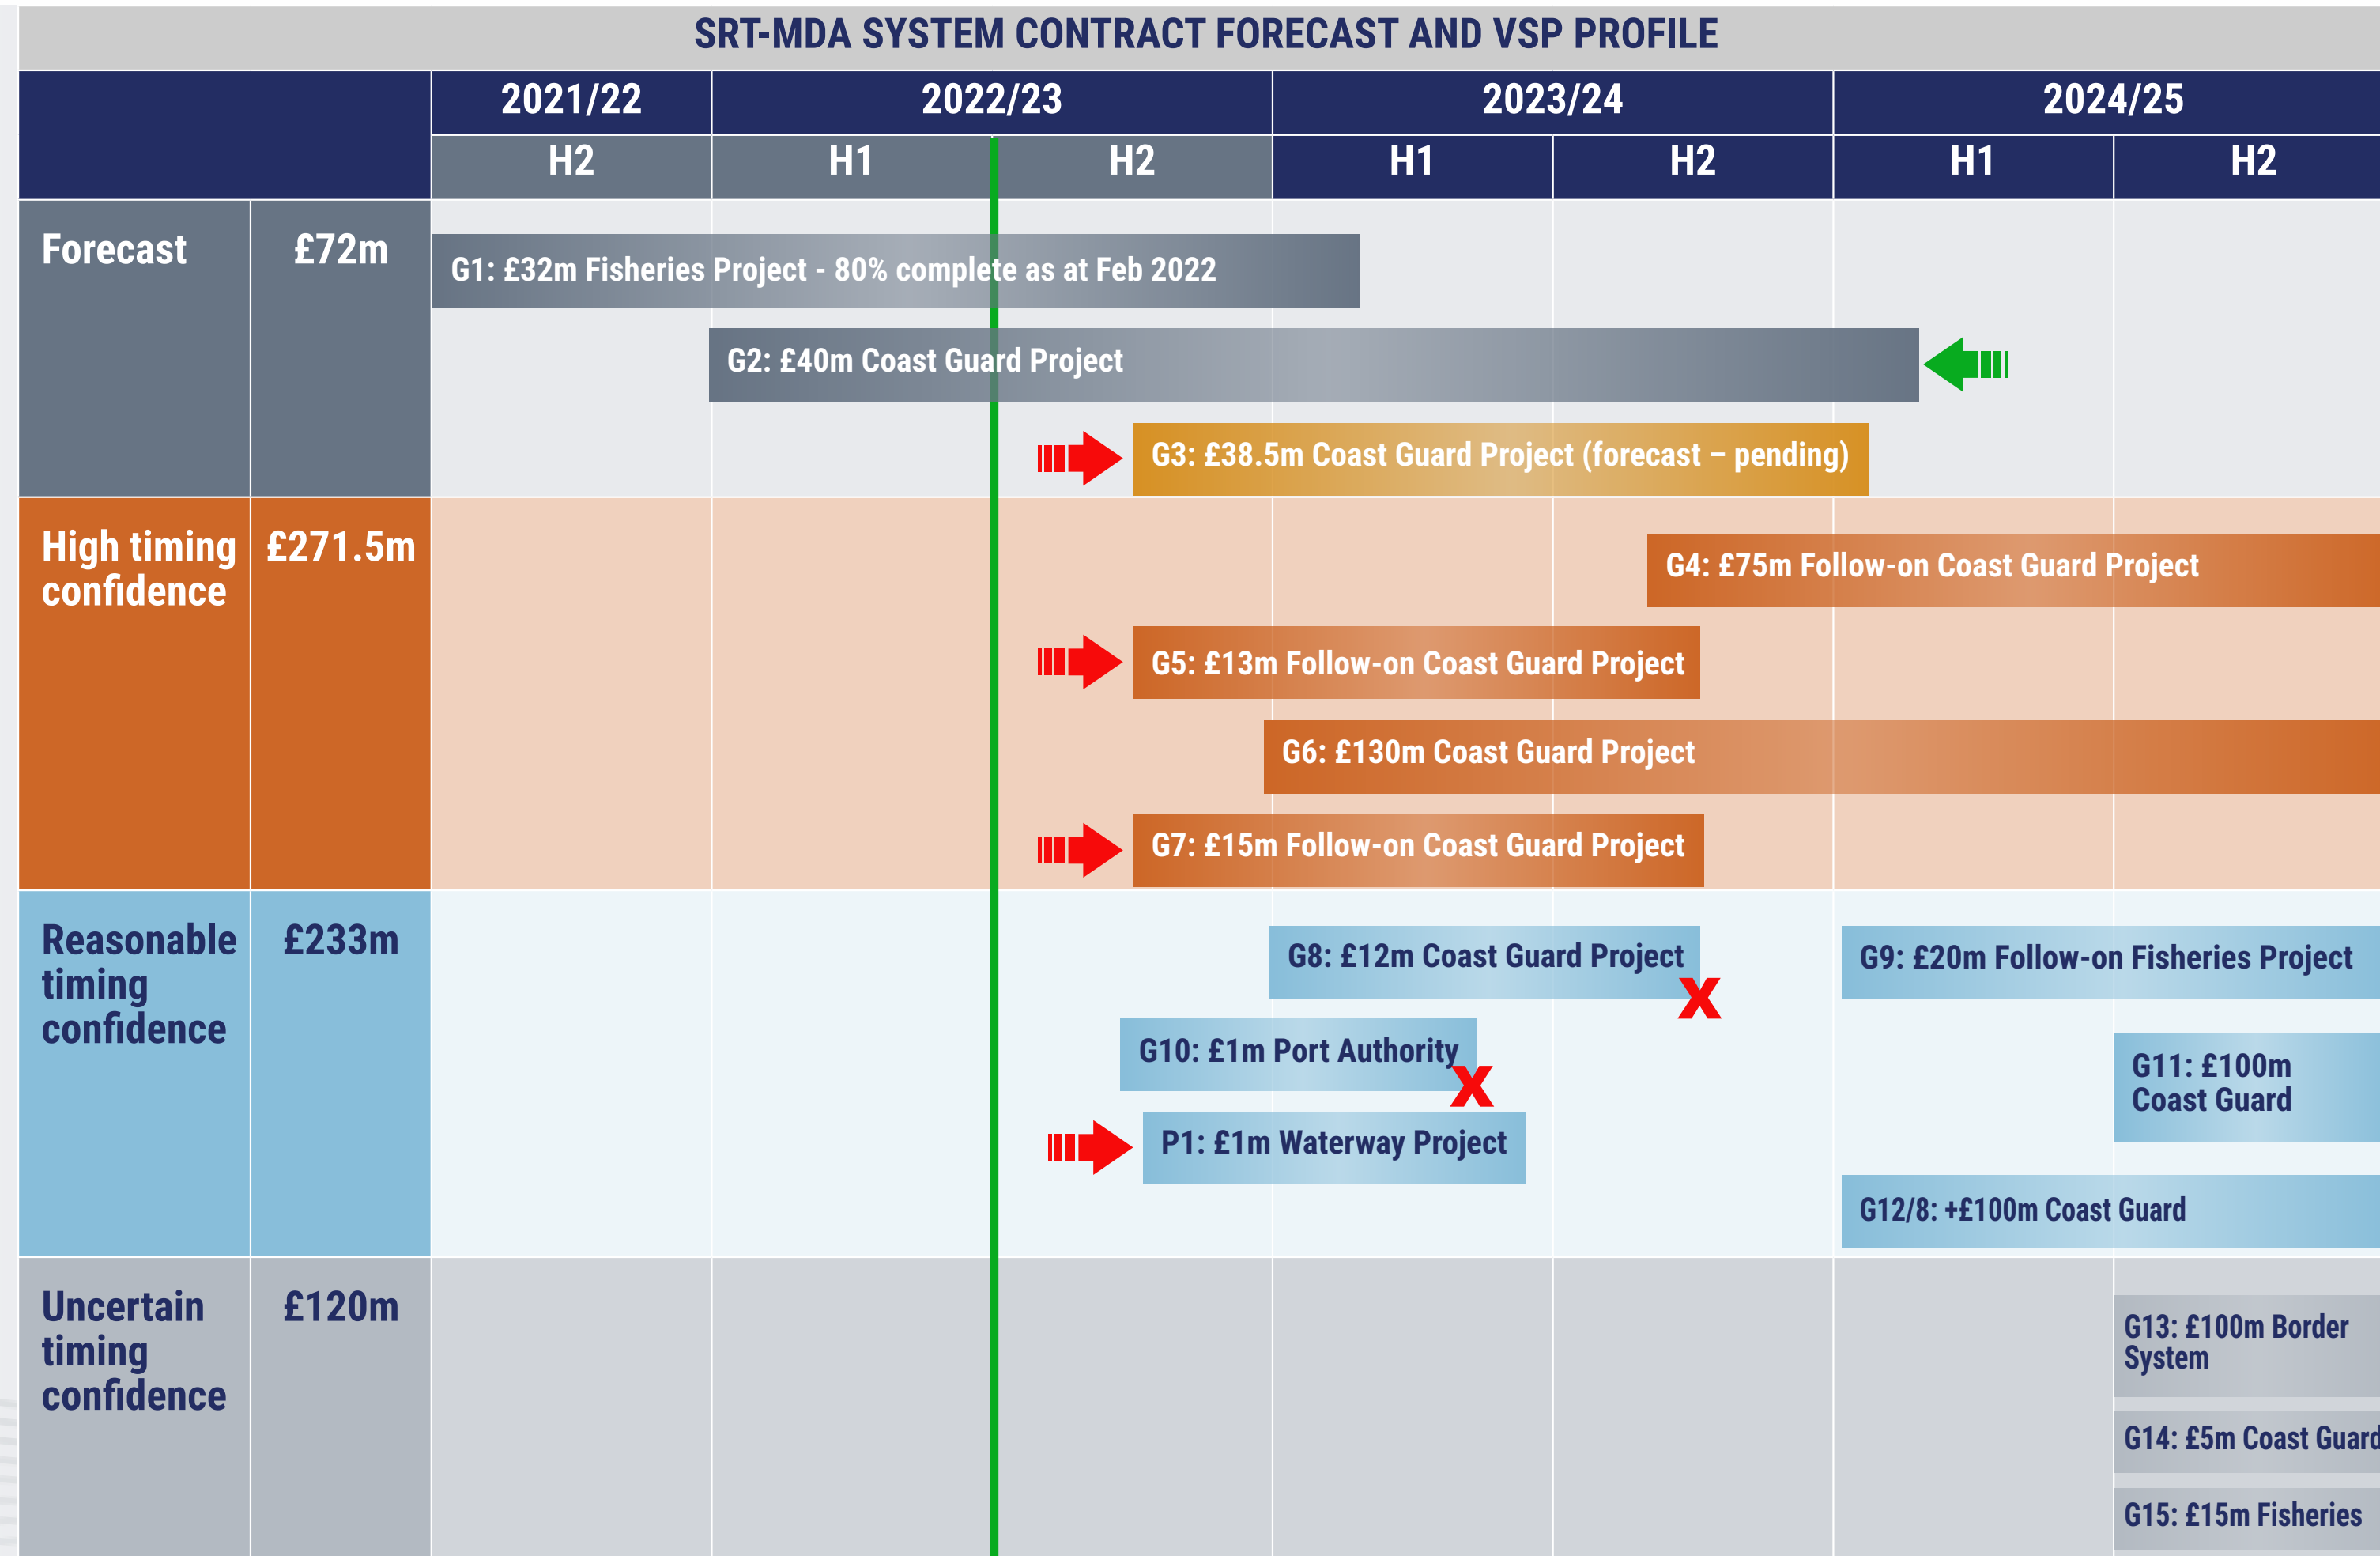 SRT-MDA SYSTEM CONTRACT FORECAST AND VSP PROFILE
2021/22
2022/23
2023/24
2024/25
H2
H1
H2
H1
H2
H1
H2
Forecast
£72m
G1: £32m Fisheries Project - 80% complete as at Feb 2022
G2: £40m Coast Guard Project
G3: £38.5m Coast Guard Project (forecast – pending)
High timing
confidence
£271.5m
G4: £75m Follow-on Coast Guard Project
G5: £13m Follow-on Coast Guard Project
G6: £130m Coast Guard Project
G7: £15m Follow-on Coast Guard Project
Reasonable
timing
confidence
£233m
G8: £12m Coast Guard Project
X
G9: £20m Follow-on Fisheries Project
G10: £1m Port Authority
X
G11: £100m
Coast Guard
P1: £1m Waterway Project
G12/8: +£100m Coast Guard
Uncertain
timing
confidence
£120m
G13: £100m Border
System
G14: £5m Coast Guard
G15: £15m Fisheries